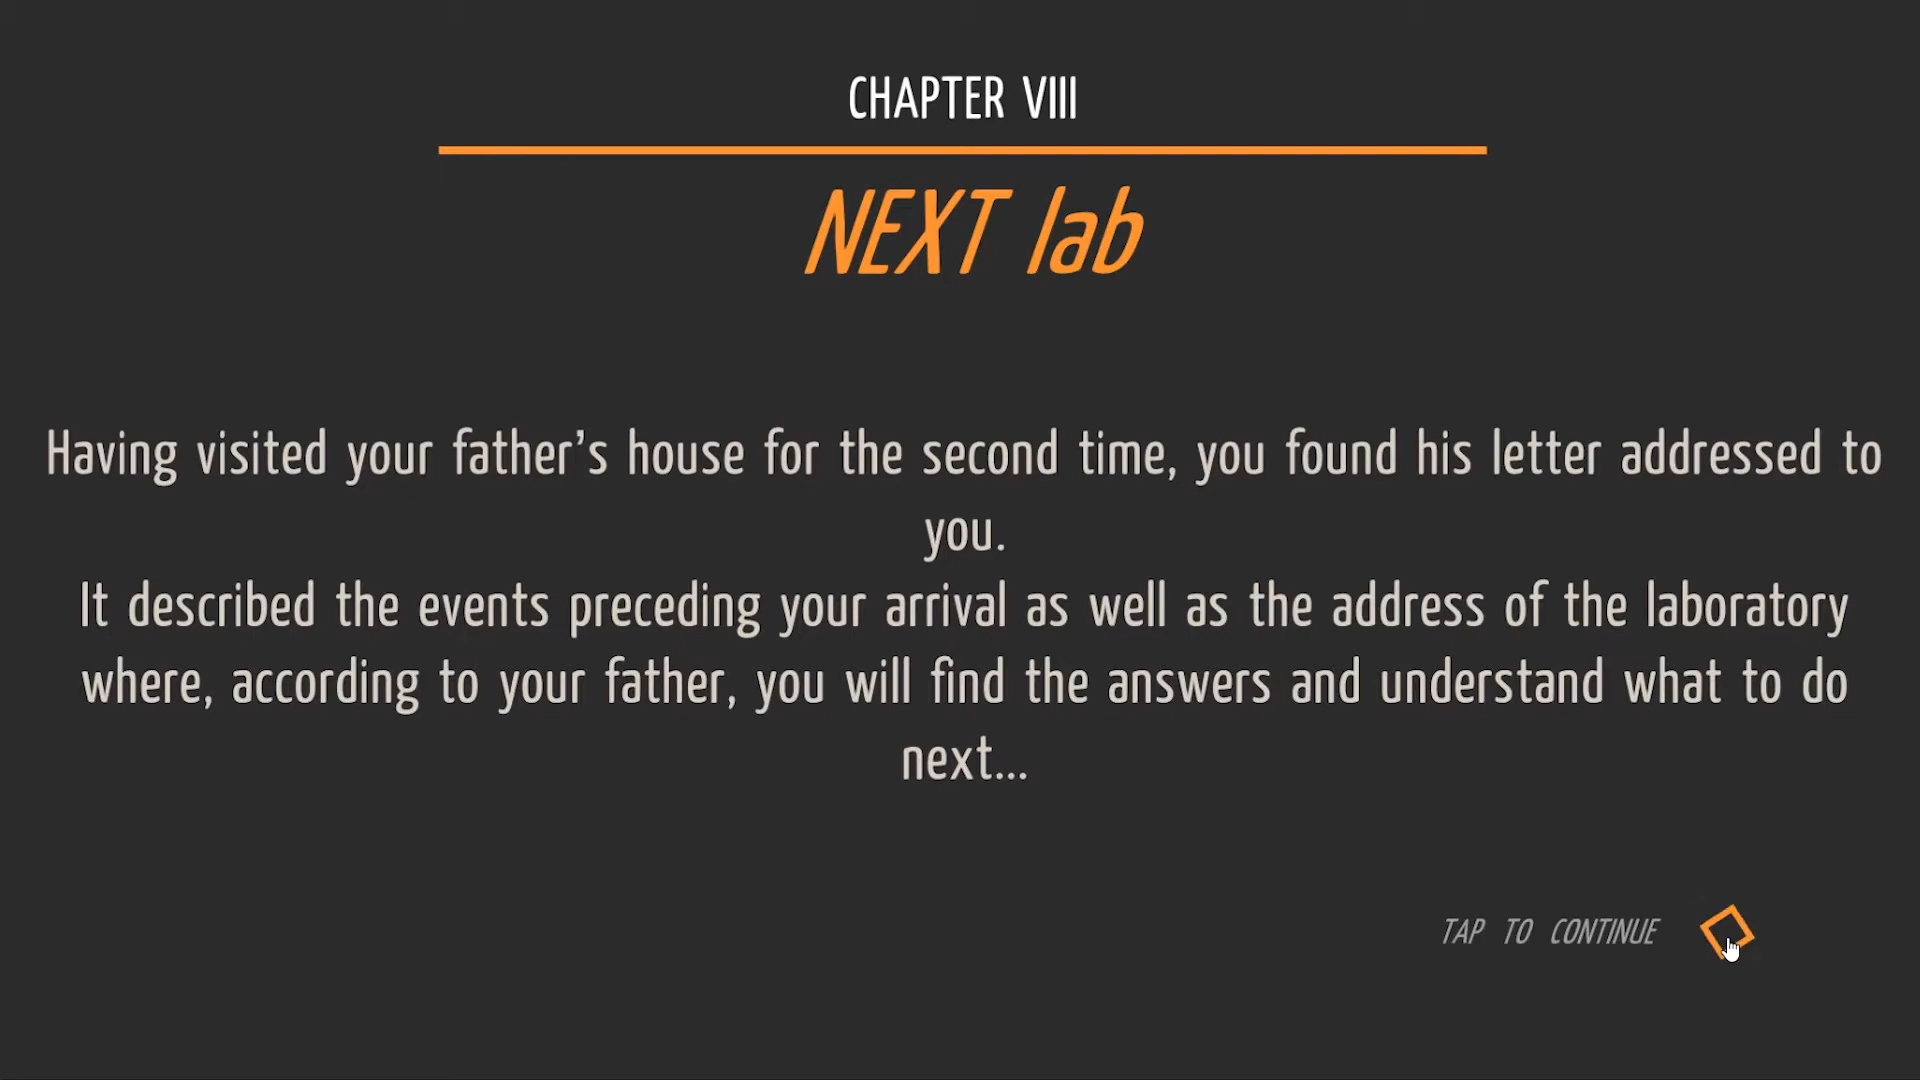 CHAPTER VIII
NEXT lab
Having visited your father’s house for the second time, you found his letter addressed to
you.
It described the events preceding your arrival as well as the address of the laboratory
where, according to your father, you will find the answers and understand what to do
next...
TAP TO CONTINUE